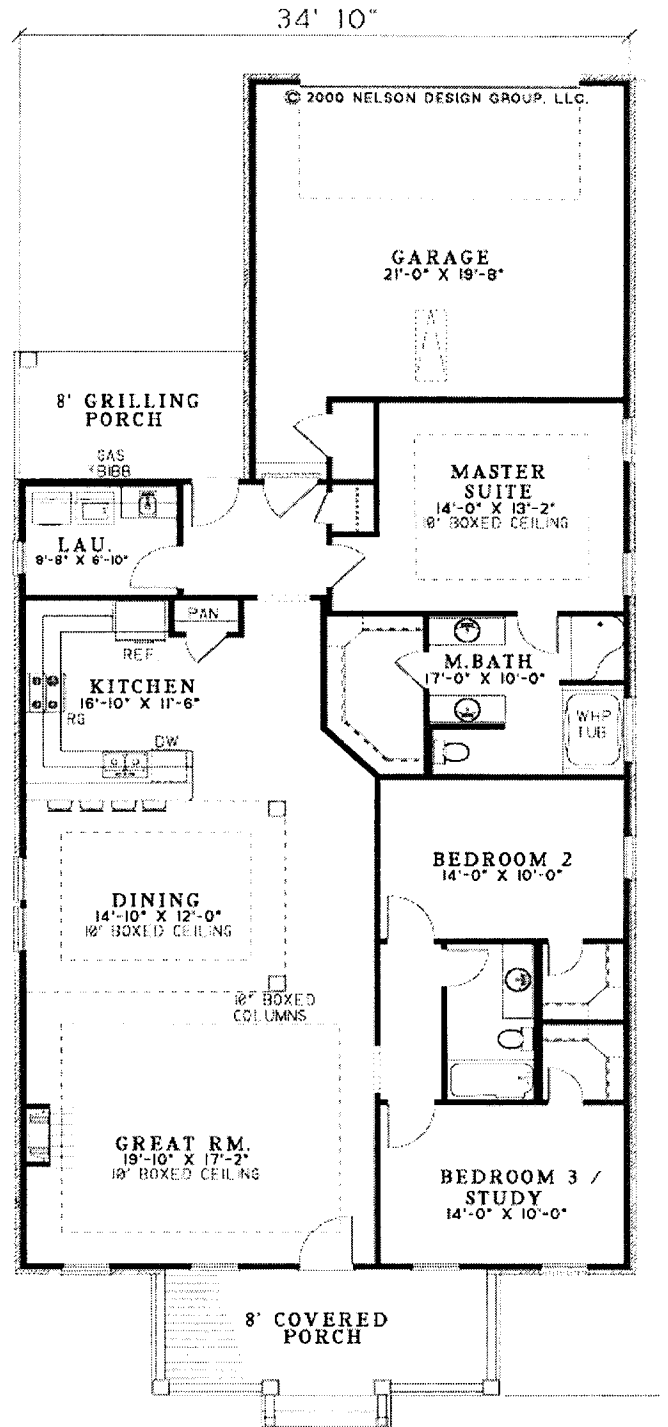 34' 10"
© 2000 NELSON DESIGN GROUP, LLC.
GARAGE
21'-0" X 19'-8"
8' GRILLING
PORCH
GAS
BIBB
MASTER
SUITE
14'-0" X 13'-2"
10' BOXED CEILING
LAU.
8'-8" X 6'-10"
PAN
REF.
KITCHEN
16'-10" X 11'-6"
RG
DW
M.BATH
17'-0" X 10'-0"
WHP
TUB
BEDROOM 2
14'-0" X 10'-0"
DINING
14'-10" X 12'-0"
10' BOXED CEILING
10" BOXED
COLUMNS
GREAT RM.
19'-10" X 17'-2"
10' BOXED CEILING
BEDROOM 3 /
STUDY
14'-0" X 10'-0"
8' COVERED
PORCH